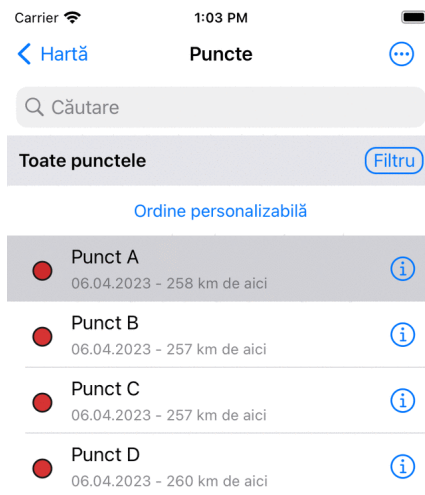 Carrier 1:03 PM
Hartă Puncte
Căutare
Toate punctele Filtru
Ordine personalizabilă
Punct A
06.04.2023 - 258 km de aici
Punct B
06.04.2023 - 257 km de aici
Punct C
06.04.2023 - 257 km de aici
Punct D
06.04.2023 - 260 km de aici